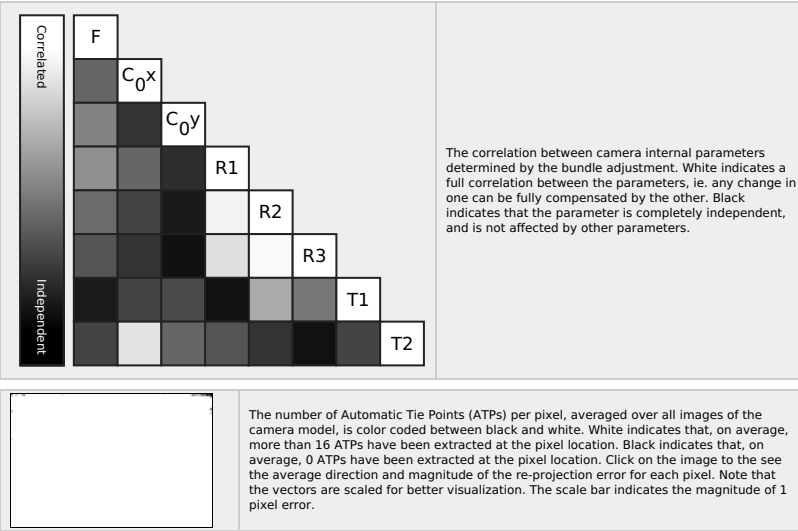 Correlated
Independent
F
C0x
C0y
R1
R2
R3
T1
T2
The correlation between camera internal parameters
determined by the bundle adjustment. White indicates a
full correlation between the parameters, ie. any change in
one can be fully compensated by the other. Black
indicates that the parameter is completely independent,
and is not affected by other parameters.
The number of Automatic Tie Points (ATPs) per pixel, averaged over all images of the
camera model, is color coded between black and white. White indicates that, on average,
more than 16 ATPs have been extracted at the pixel location. Black indicates that, on
average, 0 ATPs have been extracted at the pixel location. Click on the image to the see
the average direction and magnitude of the re-projection error for each pixel. Note that
the vectors are scaled for better visualization. The scale bar indicates the magnitude of 1
pixel error.